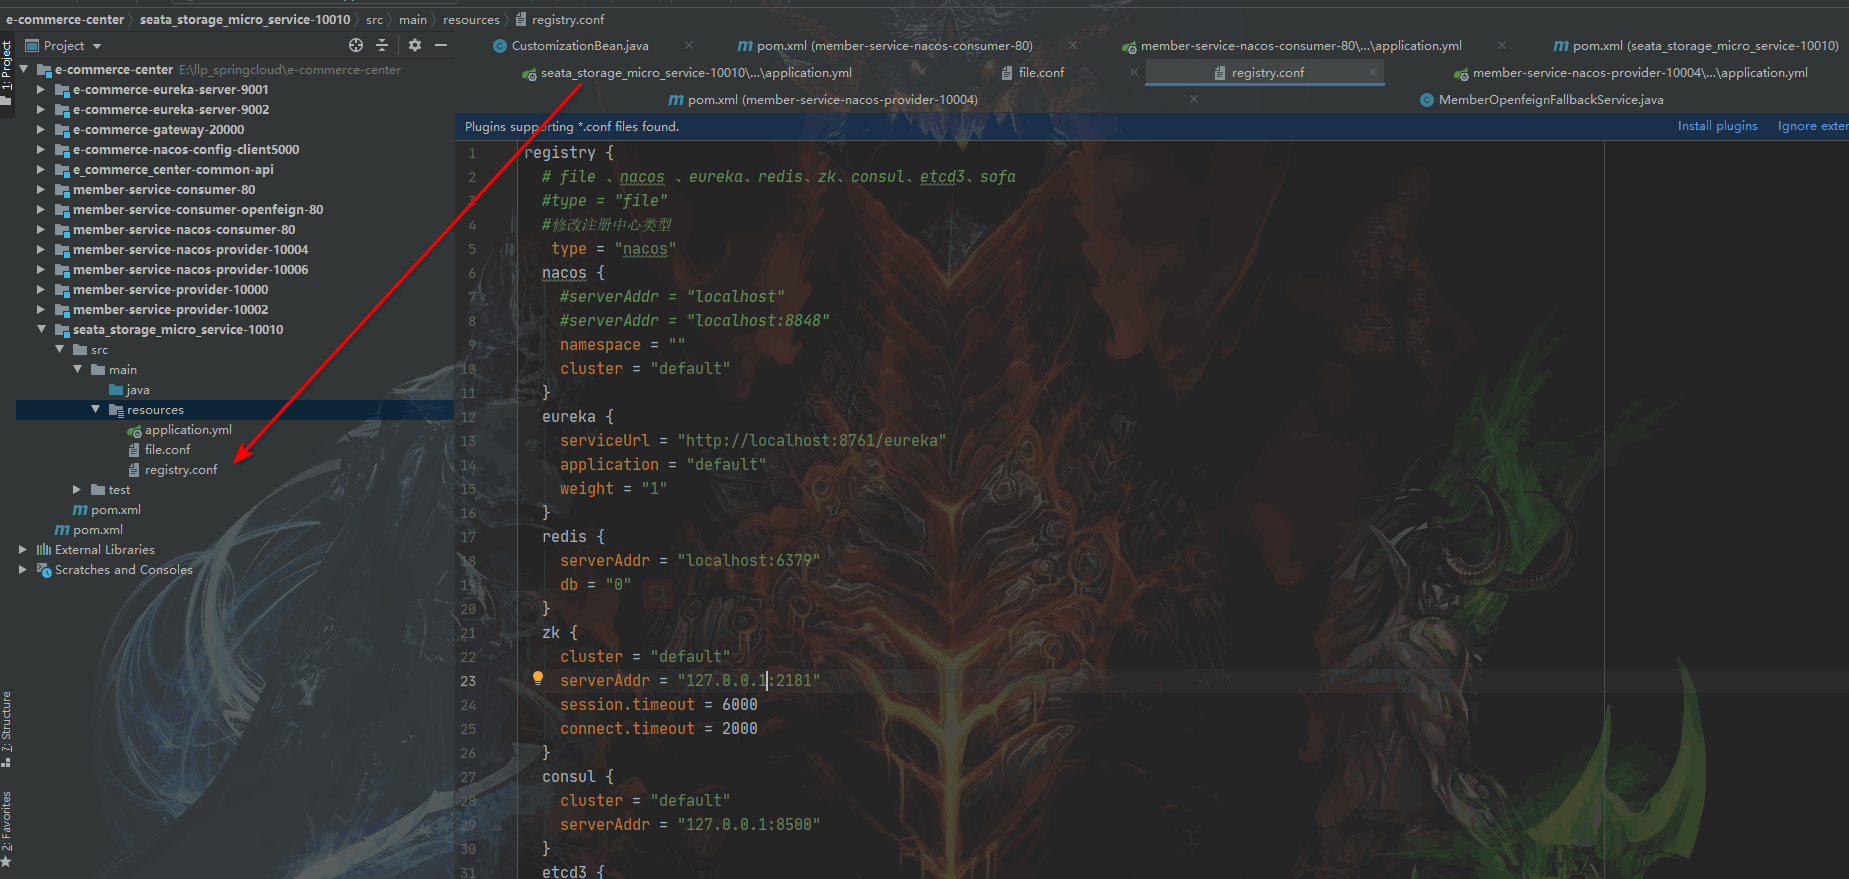 e-commerce-center 〉 seata_storage_micro_service-10010 〉 src 〉 main 〉 resources 〉 registry.conf
Project
CustomizationBean.java
pom.xml (member-service-nacos-consumer-80)
member-service-nacos-consumer-80\...\application.yml
pom.xml (seata_storage_micro_service-10010)
seata_storage_micro_service-10010\...\application.yml
file.conf
registry.conf
member-service-nacos-provider-10004\...\application.yml
pom.xml (member-service-nacos-provider-10004)
MemberOpenfeignFallbackService.java
Plugins supporting *.conf files found.
Install plugins
Ignore exter
1: Project
e-commerce-center E:\llp_springcloud\e-commerce-center
e-commerce-eureka-server-9001
e-commerce-eureka-server-9002
e-commerce-gateway-20000
e-commerce-nacos-config-client5000
e_commerce_center-common-api
member-service-consumer-80
member-service-consumer-openfeign-80
member-service-nacos-consumer-80
member-service-nacos-provider-10004
member-service-nacos-provider-10006
member-service-provider-10000
member-service-provider-10002
seata_storage_micro_service-10010
src
main
java
resources
application.yml
file.conf
registry.conf
test
pom.xml
pom.xml
External Libraries
Scratches and Consoles
7: Structure
2: Favorites
1 registry {
2 # file 、nacos 、eureka、redis、zk、consul、etcd3、sofa
3 #type = "file"
4 #修改注册中心类型
5 type = "nacos"
6 nacos {
7 #serverAddr = "localhost"
8 #serverAddr = "localhost:8848"
9 namespace = ""
10 cluster = "default"
11 }
12 eureka {
13 serviceUrl = "http://localhost:8761/eureka"
14 application = "default"
15 weight = "1"
16 }
17 redis {
18 serverAddr = "localhost:6379"
19 db = "0"
20 }
21 zk {
22 cluster = "default"
23 serverAddr = "127.0.0.1:2181"
24 session.timeout = 6000
25 connect.timeout = 2000
26 }
27 consul {
28 cluster = "default"
29 serverAddr = "127.0.0.1:8500"
30 }
31 etcd3 {